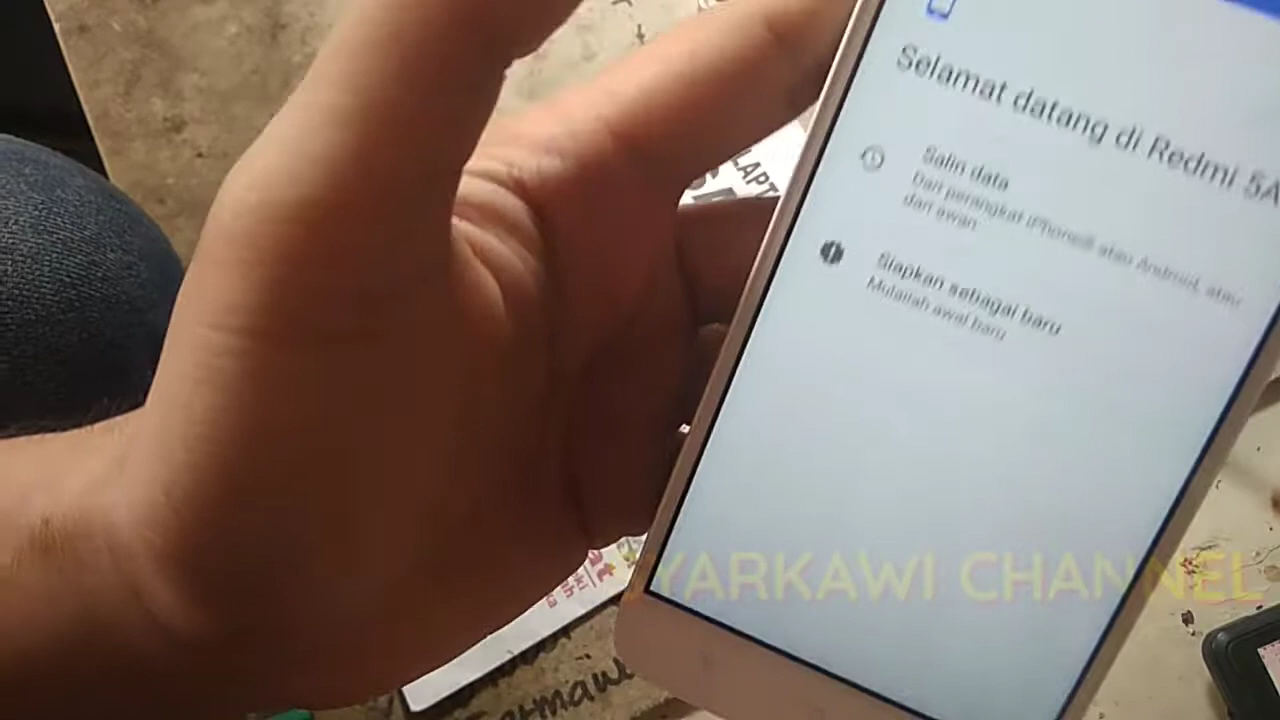 Selamat datang di Redmi 5A
Salin data
Dari perangkat iPhone® atau Android, atau
dari awan
Siapkan sebagai baru
Mulailah awal baru
LAPT
YARKAWI CHANNEL